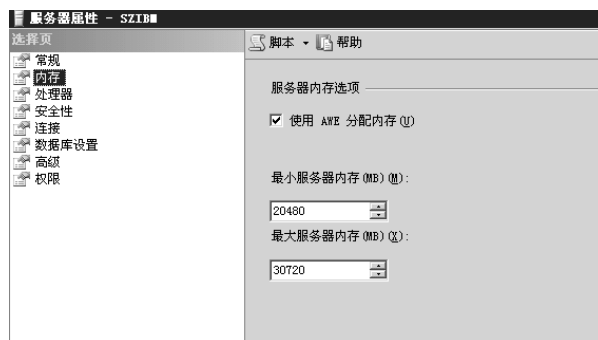 服务器属性 - SZIBM
选择页
常规
内存
处理器
安全性
连接
数据库设置
高级
权限
脚本 帮助
服务器内存选项
使用 AWE 分配内存(U)
最小服务器内存(MB)(M):
20480
最大服务器内存(MB)(X):
30720